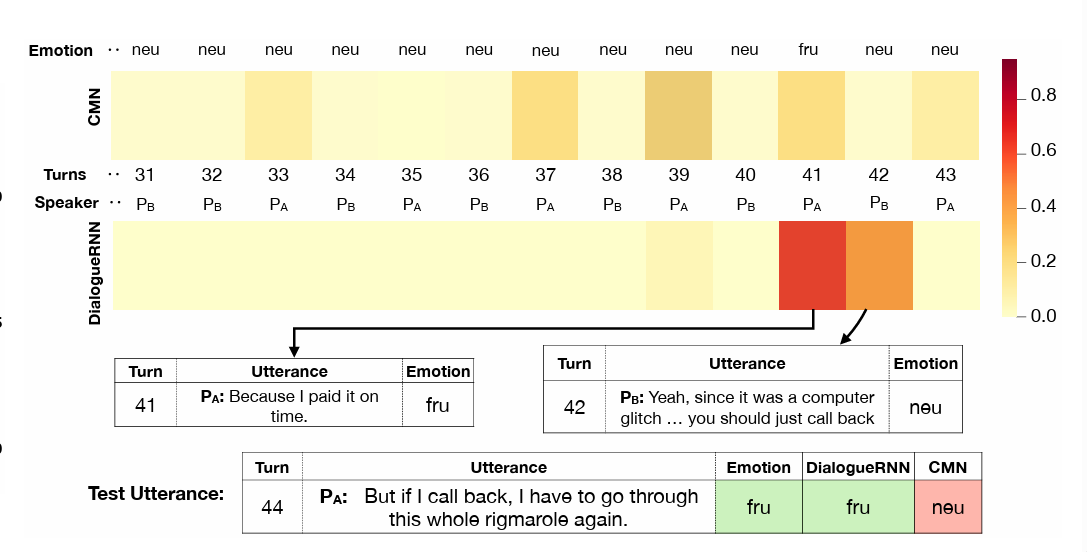 Emotion ·· neu neu neu neu neu neu neu neu neu neu fru neu neu
CMN
0.8
0.6
0.4
0.2
0.0
Turns ·· 31 32 33 34 35 36 37 38 39 40 41 42 43
Speaker ·· PB PB PA PB PA PB PA PB PA PB PA PB PA
DialogueRNN
Turn Utterance Emotion
41 PA: Because I paid it on
time.
fru
Turn Utterance Emotion
42 PB: Yeah, since it was a computer
glitch … you should just call back
neu
Test Utterance:
Turn Utterance Emotion DialogueRNN CMN
44 PA: But if I call back, I have to go through
this whole rigmarole again.
fru fru neu